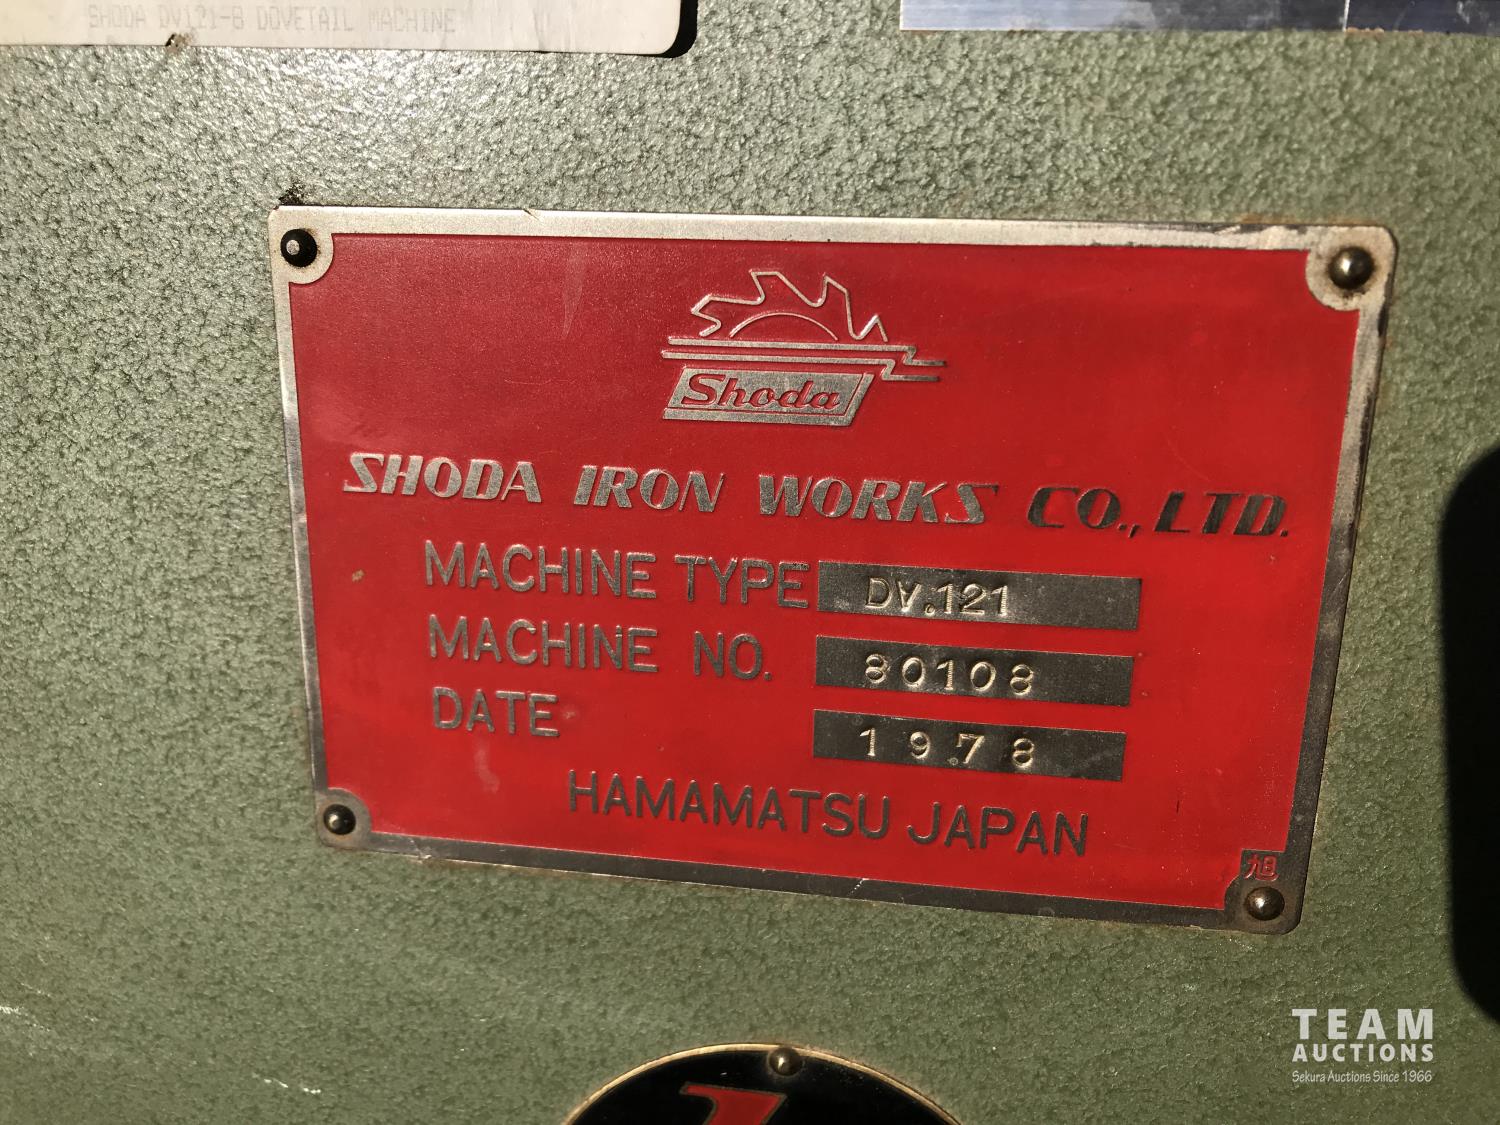 SHODA DV121-B DOVETAIL MACHINE
Shoda
SHODA IRON WORKS CO., LTD.
MACHINE TYPE DV.121
MACHINE NO. 80108
DATE 1978
HAMAMATSU JAPAN
旭
TEAM
AUCTIONS
Sekura Auctions Since 1966